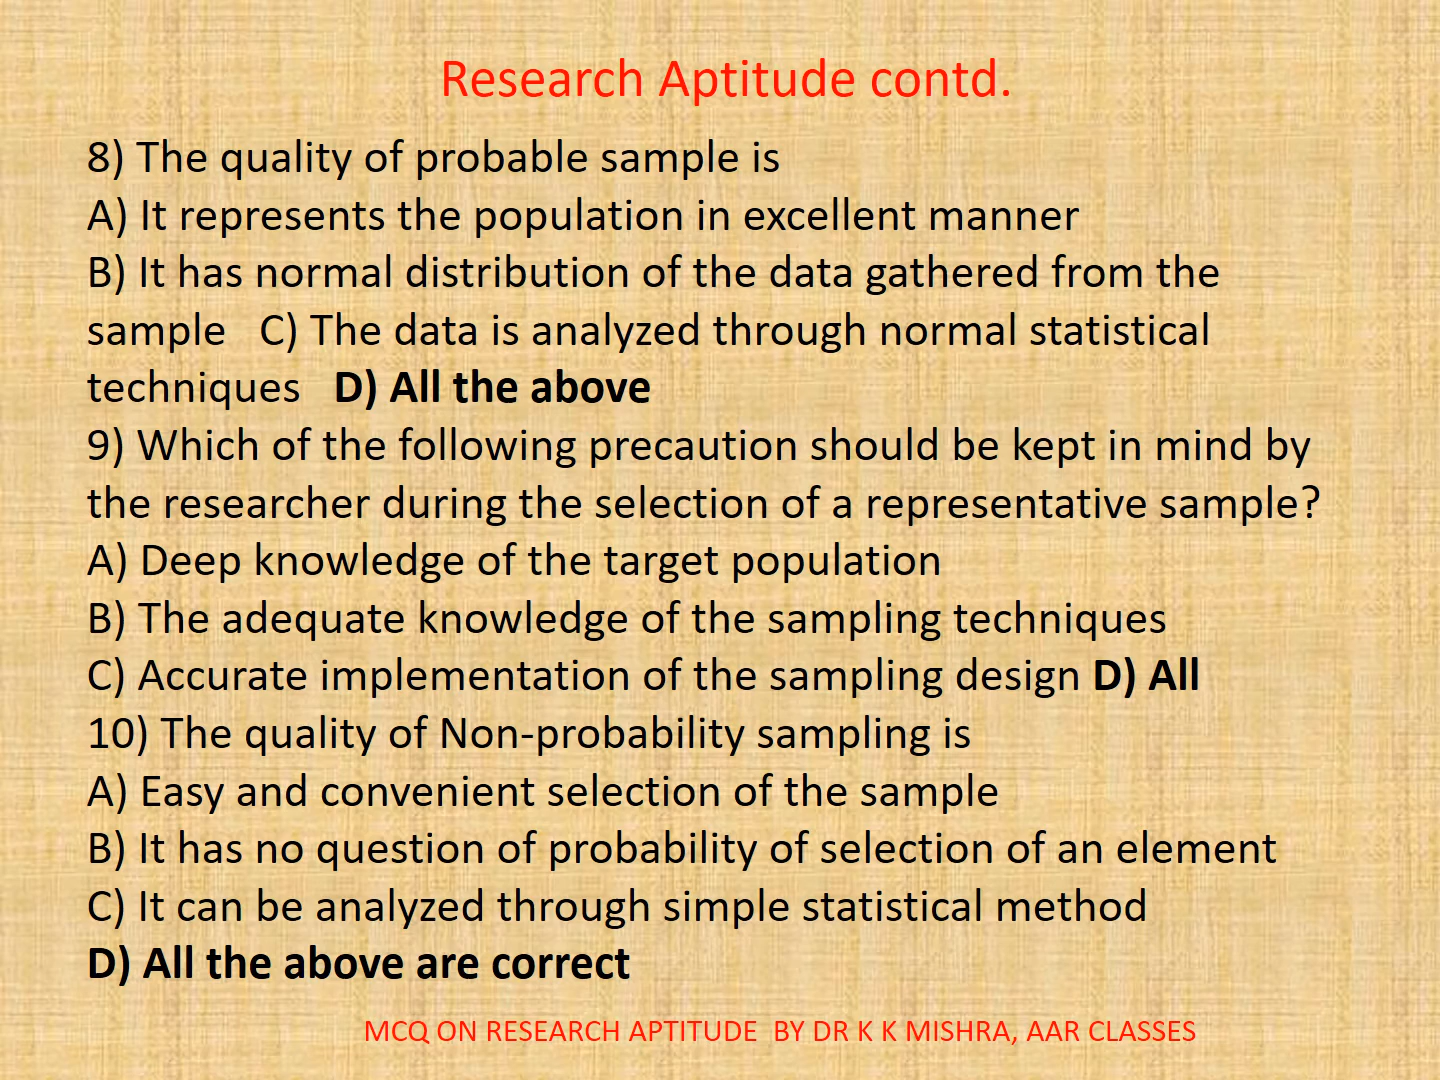 Research Aptitude contd.
8) The quality of probable sample is
A) It represents the population in excellent manner
B) It has normal distribution of the data gathered from the
sample   C) The data is analyzed through normal statistical
techniques   D) All the above
9) Which of the following precaution should be kept in mind by
the researcher during the selection of a representative sample?
A) Deep knowledge of the target population
B) The adequate knowledge of the sampling techniques
C) Accurate implementation of the sampling design D) All
10) The quality of Non-probability sampling is
A) Easy and convenient selection of the sample
B) It has no question of probability of selection of an element
C) It can be analyzed through simple statistical method
D) All the above are correct
MCQ ON RESEARCH APTITUDE  BY DR K K MISHRA, AAR CLASSES